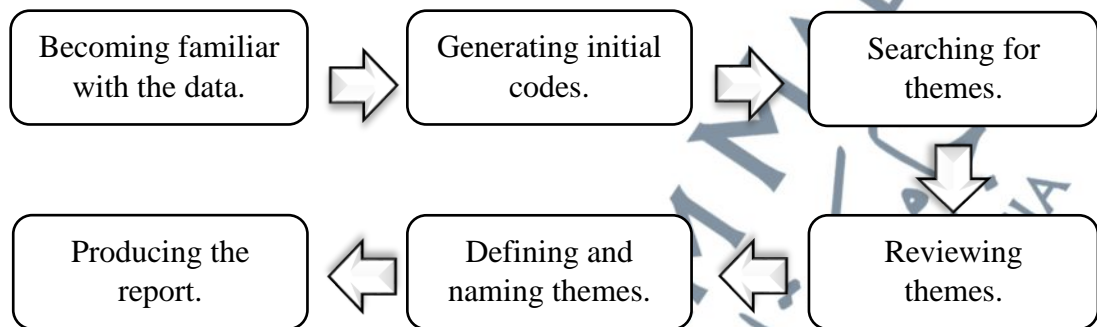 Becoming familiar
with the data.
Generating initial
codes.
Searching for
themes.
Reviewing
themes.
Defining and
naming themes.
Producing the
report.